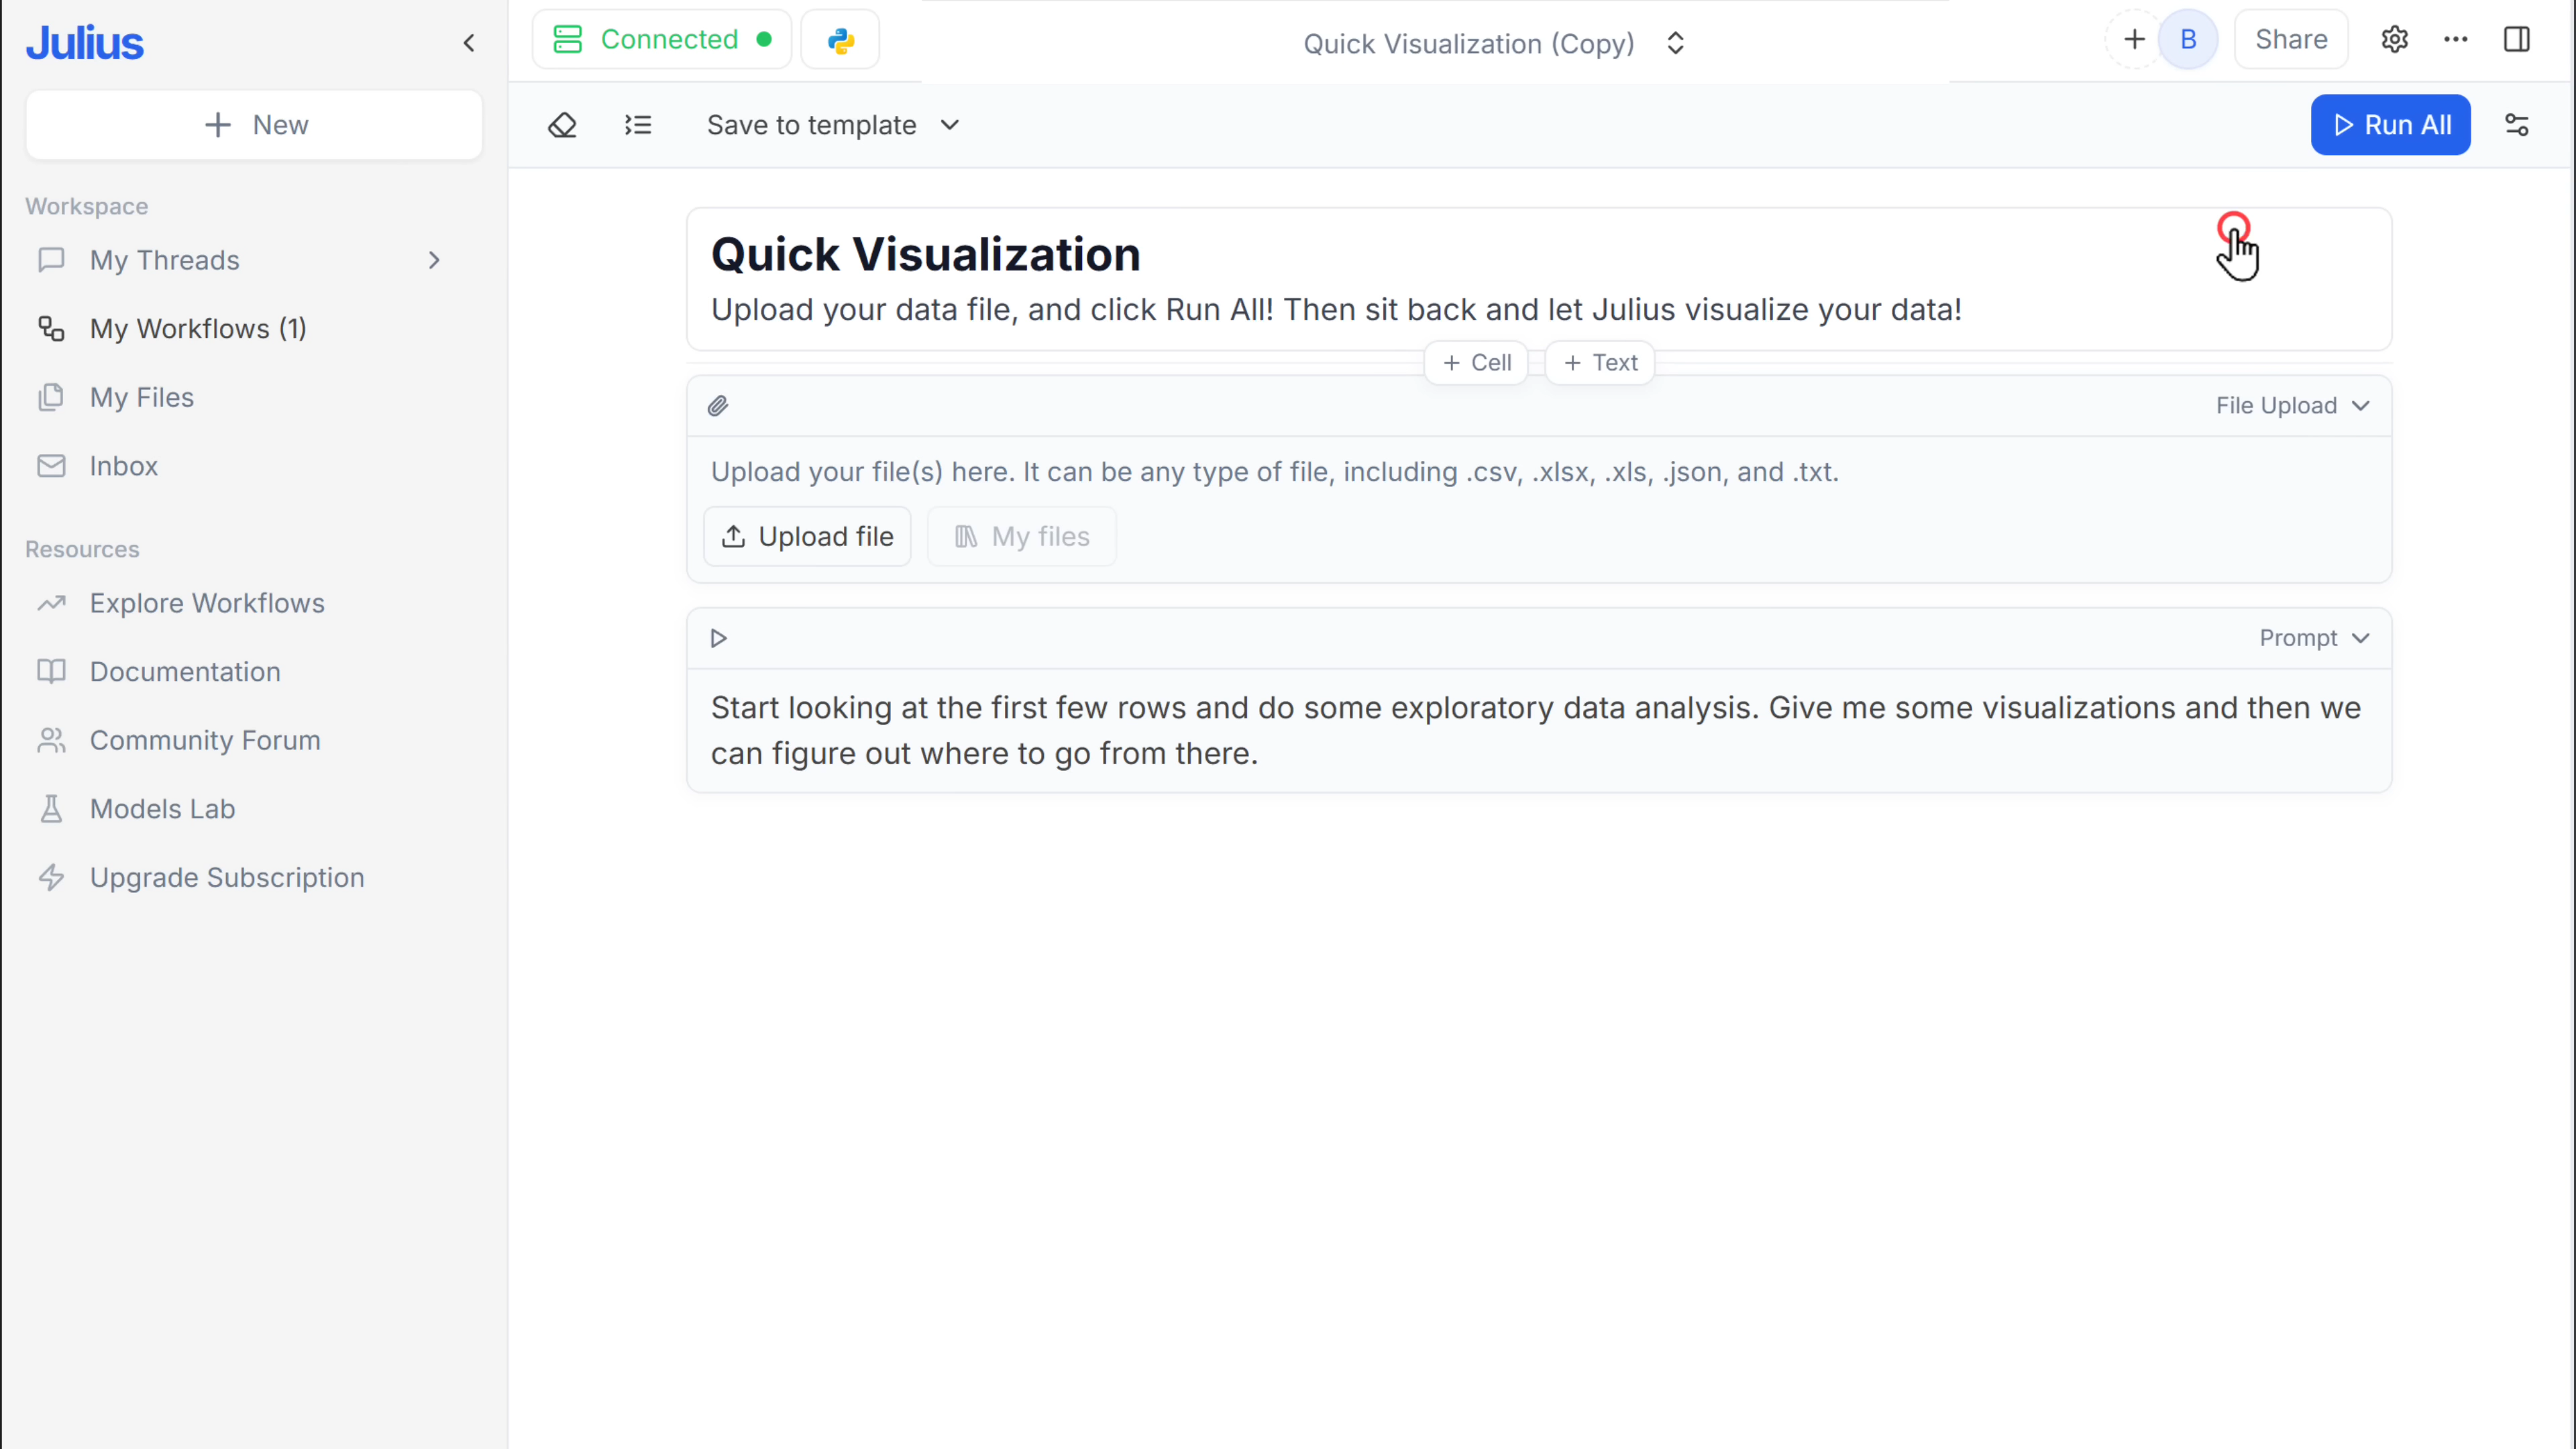 Julius
New
Workspace
My Threads
My Workflows (1)
My Files
Inbox
Resources
Explore Workflows
Documentation
Community Forum
Models Lab
Upgrade Subscription
Connected
Quick Visualization (Copy)
B
Share
Save to template
Run All
Quick Visualization
Upload your data file, and click Run All! Then sit back and let Julius visualize your data!
+ Cell
+ Text
File Upload
Upload your file(s) here. It can be any type of file, including .csv, .xlsx, .xls, .json, and .txt.
Upload file
My files
Prompt
Start looking at the first few rows and do some exploratory data analysis. Give me some visualizations and then we
can figure out where to go from there.